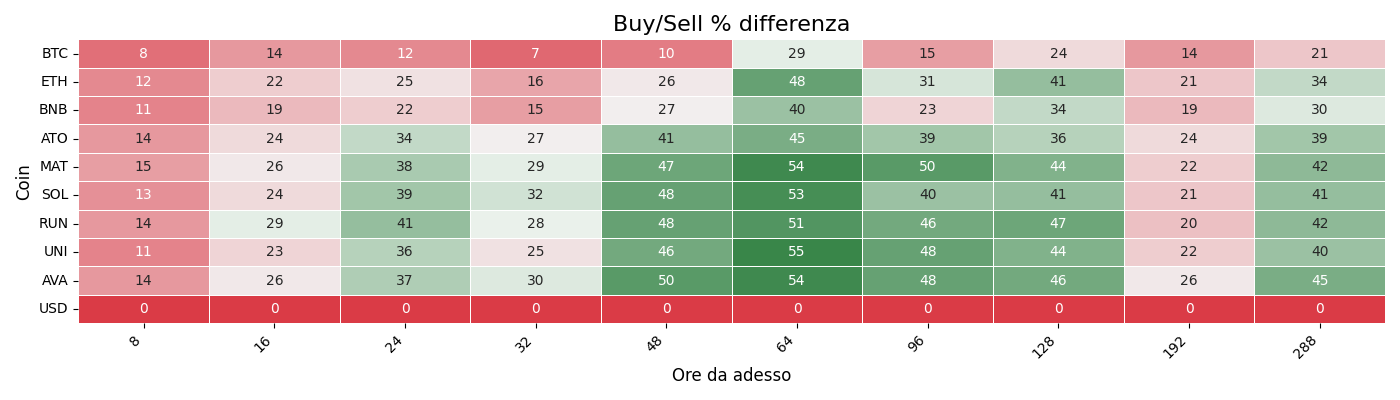 Buy/Sell % differenza
Coin
BTC 8 14 12 7 10 29 15 24 14 21
ETH 12 22 25 16 26 48 31 41 21 34
BNB 11 19 22 15 27 40 23 34 19 30
ATO 14 24 34 27 41 45 39 36 24 39
MAT 15 26 38 29 47 54 50 44 22 42
SOL 13 24 39 32 48 53 40 41 21 41
RUN 14 29 41 28 48 51 46 47 20 42
UNI 11 23 36 25 46 55 48 44 22 40
AVA 14 26 37 30 50 54 48 46 26 45
USD 0 0 0 0 0 0 0 0 0 0
8 16 24 32 48 64 96 128 192 288
Ore da adesso